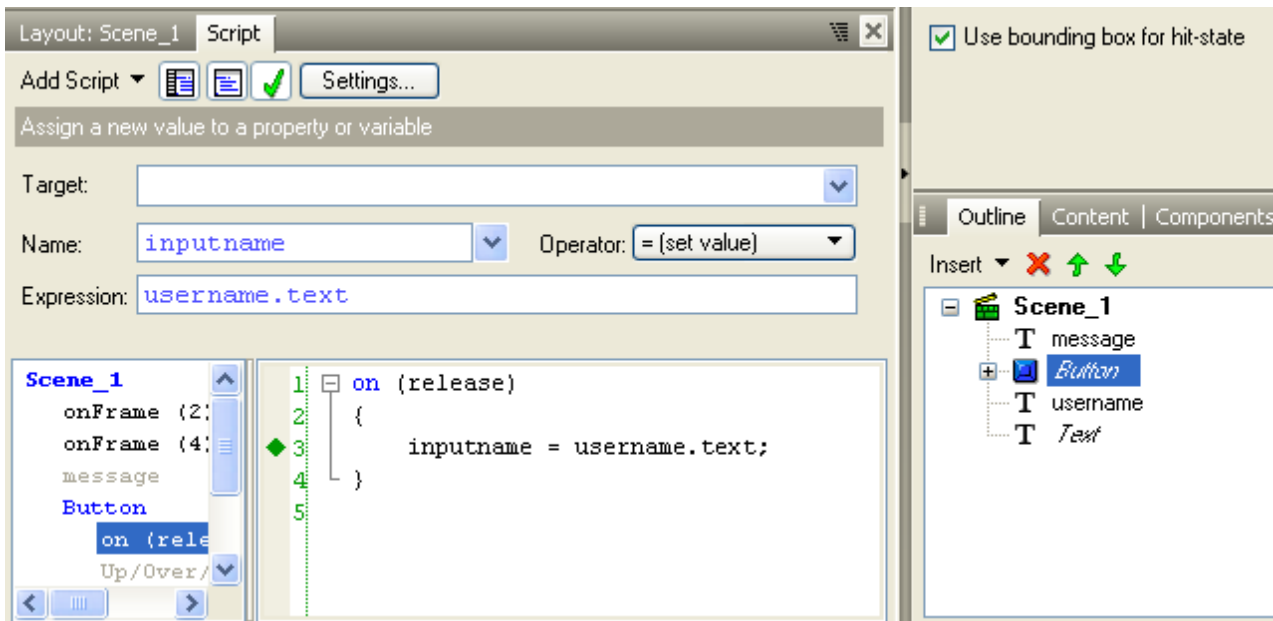 Layout: Scene_1 Script
Add Script Settings...
Assign a new value to a property or variable
Target:
Name: inputname Operator: = (set value)
Expression: username.text
Scene_1
onFrame (2)
onFrame (4)
message
Button
on (rele
Up/Over/
1 on (release)
2 {
3 inputname = username.text;
4 }
5
Use bounding box for hit-state
Outline Content | Components
Insert
Scene_1
T message
Button
T username
T Text